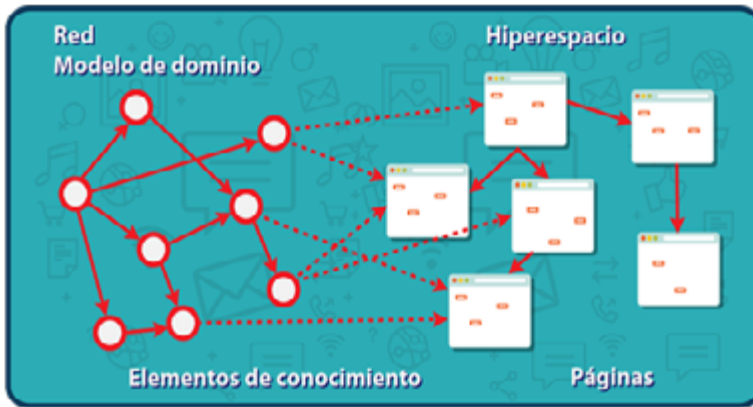 Red
Modelo de dominio
Hiperespacio
Elementos de conocimiento
Páginas